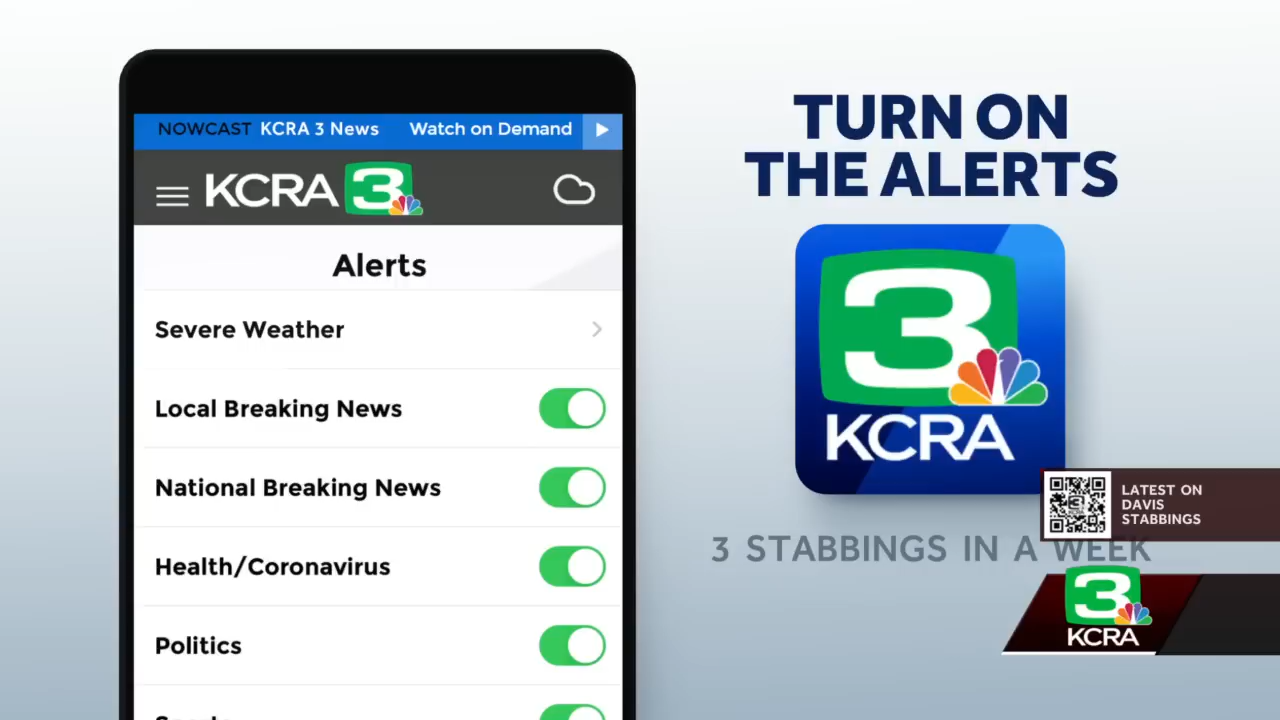 NOWCAST KCRA 3 News Watch on Demand
KCRA 3
Alerts
Severe Weather
Local Breaking News
National Breaking News
Health/Coronavirus
Politics
TURN ON
THE ALERTS
3
KCRA
3 STABBINGS IN A WEEK
LATEST ON
DAVIS
STABBINGS
3
KCRA